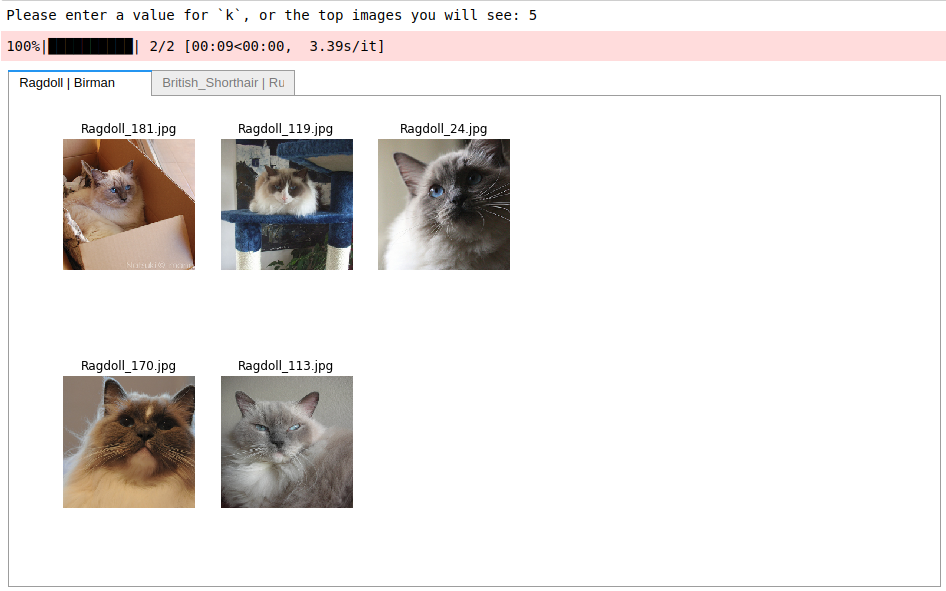 Please enter a value for `k`, or the top images you will see: 5
100%|██████████| 2/2 [00:09<00:00,  3.39s/it]
Ragdoll | Birman
British_Shorthair | Ru
Ragdoll_181.jpg
Ragdoll_119.jpg
Ragdoll_24.jpg
Ragdoll_170.jpg
Ragdoll_113.jpg